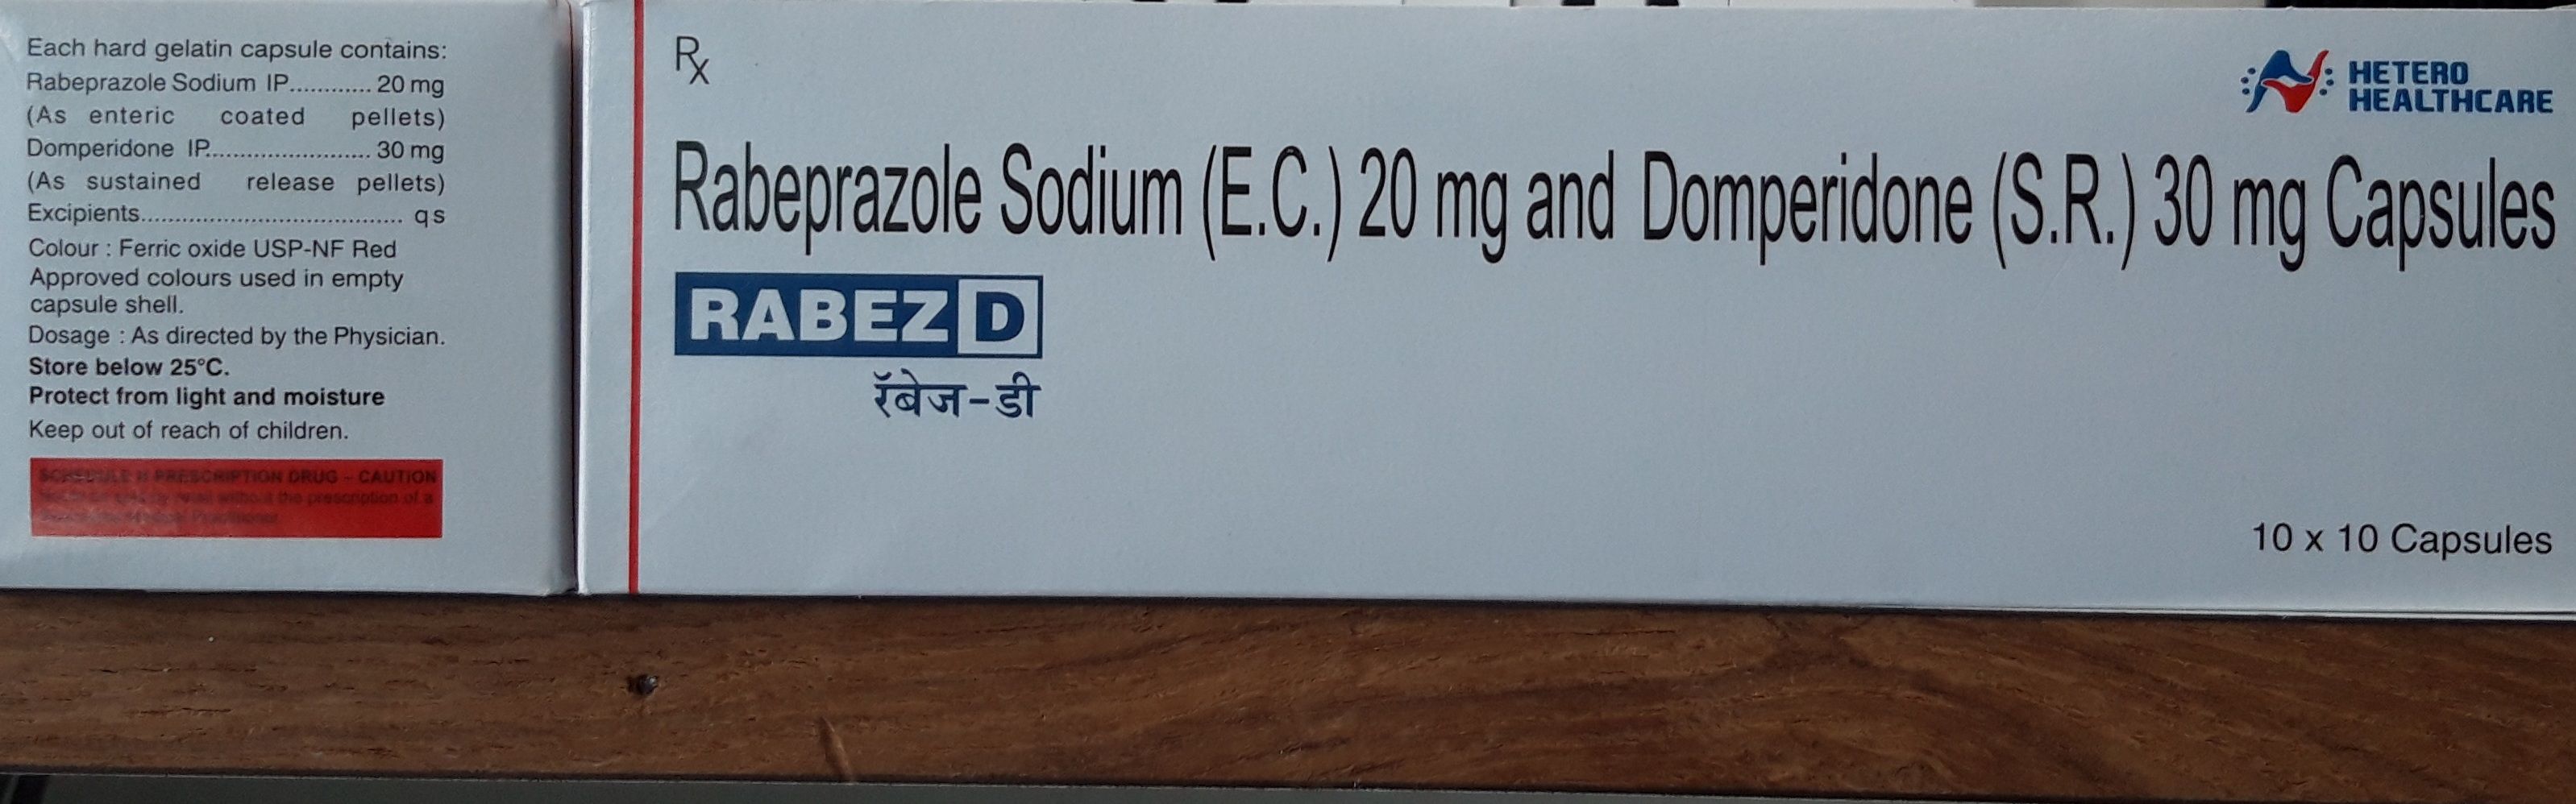 Each hard gelatin capsule contains:
Rabeprazole Sodium IP............ 20 mg
(As enteric coated pellets)
Domperidone IP......................... 30 mg
(As sustained release pellets)
Excipients....................................... q s
Colour : Ferric oxide USP-NF Red
Approved colours used in empty
capsule shell.
Dosage : As directed by the Physician.
Store below 25°C.
Protect from light and moisture
Keep out of reach of children.
SCHEDULE H PRESCRIPTION DRUG - CAUTION
without the prescription of a
Rx
HETERO
HEALTHCARE
Rabeprazole Sodium (E.C.) 20 mg and Domperidone (S.R.) 30 mg Capsules
RABEZ D
रॅबेज-डी
10 x 10 Capsules